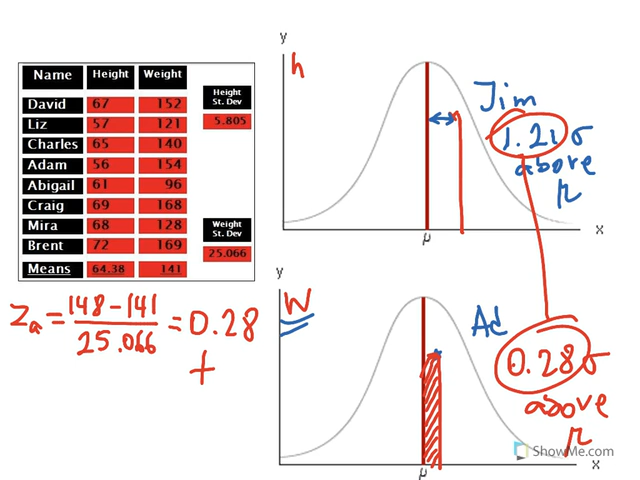 Name Height Weight
Height St. Dev
5.805
David 67 152
Liz 57 121
Charles 65 140
Adam 56 154
Abigail 61 96
Craig 69 168
Mira 68 128
Brent 72 169
Means 64.38 141
Weight St. Dev
25.066
Za = 148 - 141 / 25.066 = 0.28
+
y
h
Jim
1.21σ
above
μ
μ
x
y
W
Ad
0.28σ
above
μ
μ
ShowMe.com